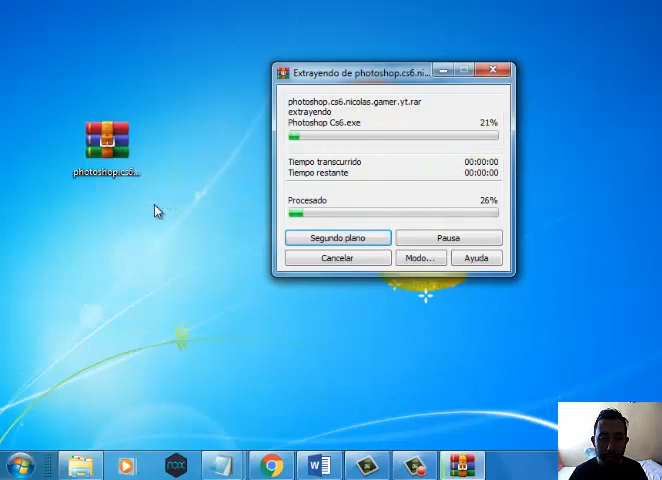 Extrayendo de photoshop.cs6.ni...
photoshop.cs6.nicolas.gamer.yt.rar
extrayendo
Photoshop Cs6.exe 21%
Tiempo transcurrido 00:00:00
Tiempo restante 00:00:00
Procesado 26%
Segundo plano Pausa
Cancelar Modo... Ayuda
photoshop.cs6...
nox
W